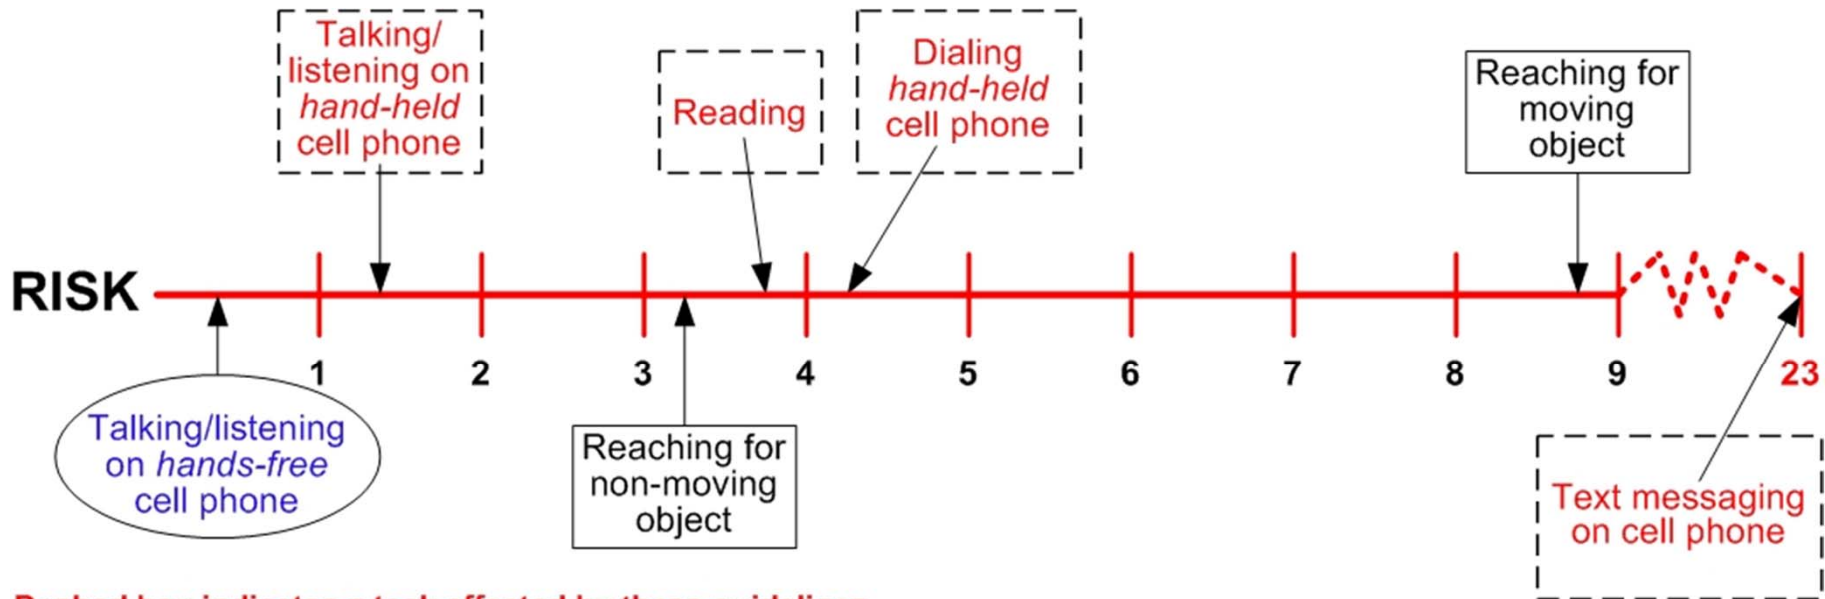 Talking/
listening on
hand-held
cell phone
Reading
Dialing
hand-held
cell phone
Reaching for
moving
object
RISK
1 2 3 4 5 6 7 8 9 23
Talking/listening
on hands-free
cell phone
Reaching for
non-moving
object
Text messaging
on cell phone